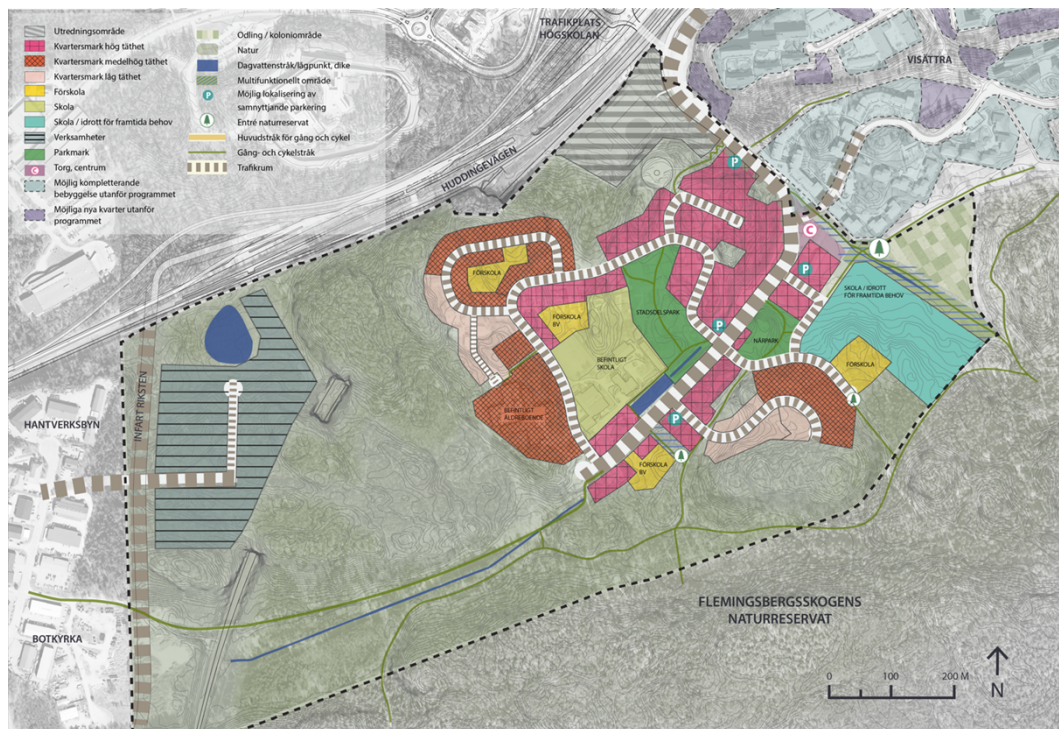 Utredningsområde
Kvartersmark hög täthet
Kvartersmark medelhög täthet
Kvartersmark låg täthet
Förskola
Skola
Skola / idrott för framtida behov
Verksamheter
Parkmark
C
Torg, centrum
Möjlig kompletterande
bebyggelse utanför programmet
Möjliga nya kvarter utanför
programmet
Odling / koloniområde
Natur
Dagvattenstråk/lågpunkt, dike
Multifunktionellt område
P
Möjlig lokalisering av
samnyttjande parkering
Entré naturreservat
Huvudstråk för gång och cykel
Gång- och cykelstråk
Trafikrum
TRAFIKPLATS
HÖGSKOLAN
VISÄTTRA
HUDDINGEVÄGEN
P
C
P
FÖRSKOLA
SKOLA / IDROTT
FÖR FRAMTIDA BEHOV
STADSDELSPARK
FÖRSKOLA
BV
P
NÄRPARK
BEFINTLIGT
SKOLA
FÖRSKOLA
INFART RIKSTEN
HANTVERKSBYN
BEFINTLIGT
ÄLDREBOENDE
P
FÖRSKOLA
BV
FLEMINGSBERGSSKOGENS
NATURRESERVAT
BOTKYRKA
0 100 200 M
N